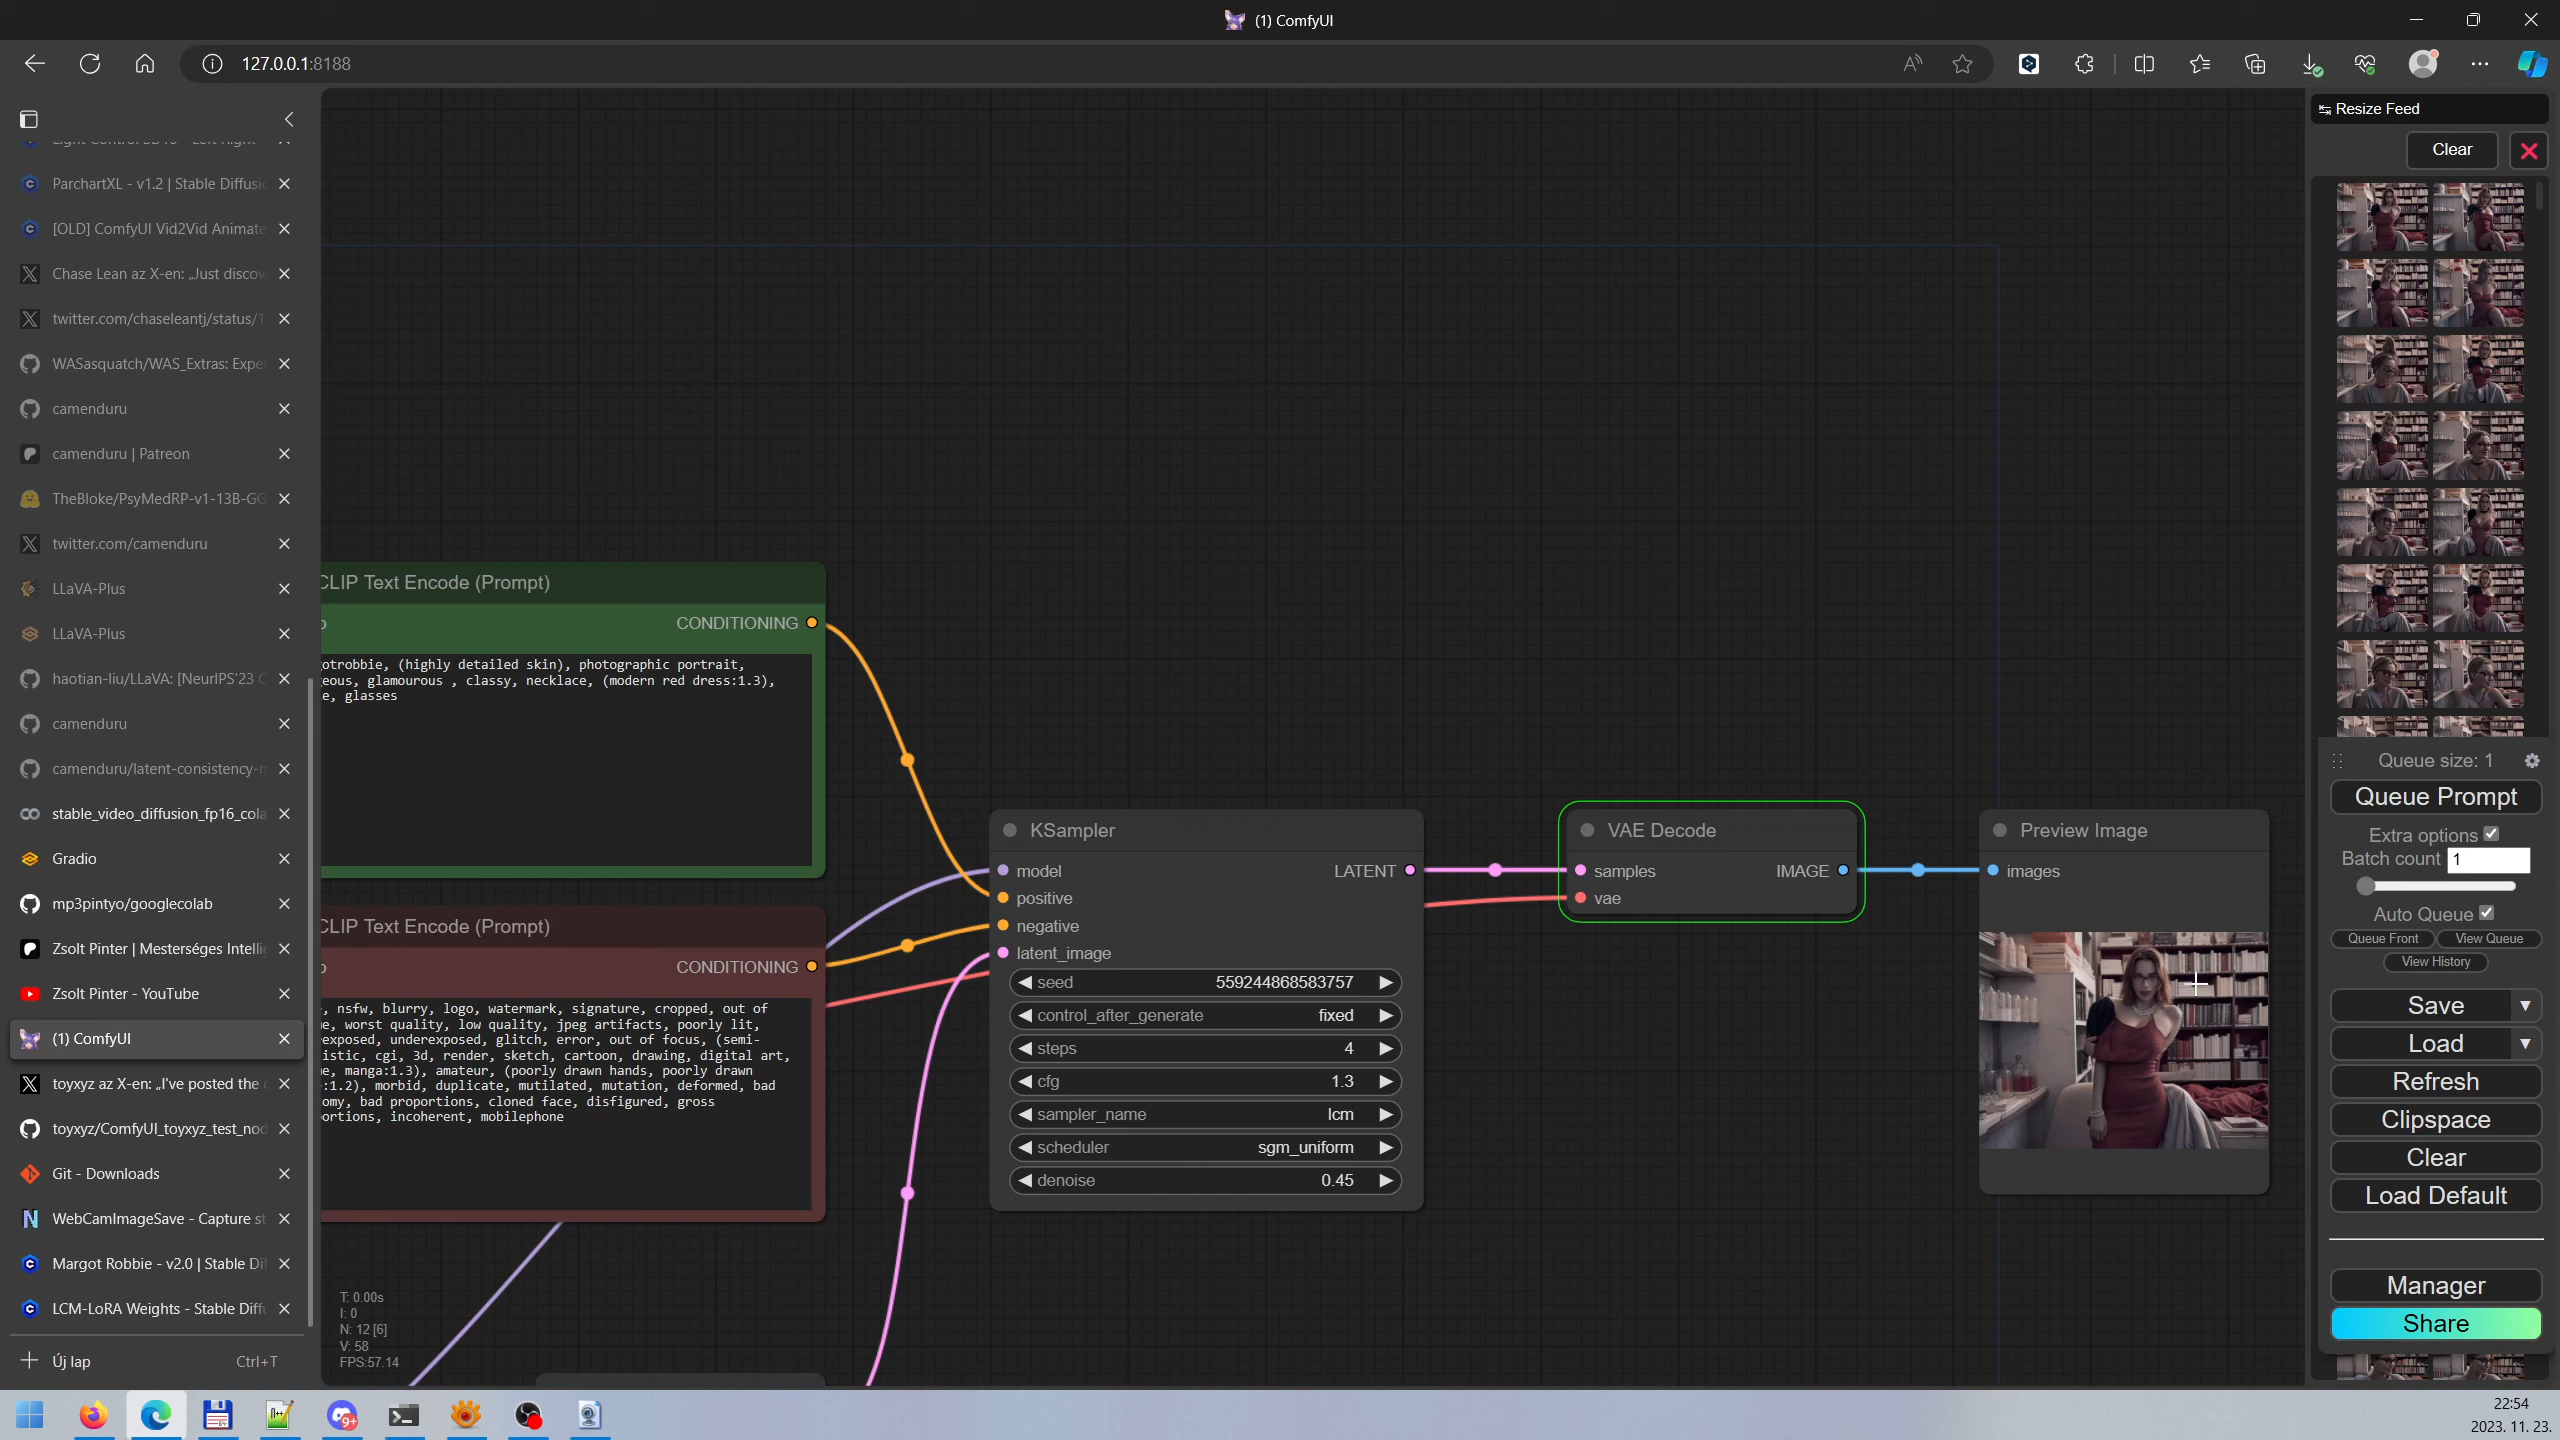 (1) ComfyUI
127.0.0.1:8188
ParchartXL - v1.2 | Stable Diffusi
[OLD] ComfyUI Vid2Vid Animate
Chase Lean az X-en: „Just discov
twitter.com/chaseleantj/status/1
WASasquatch/WAS_Extras: Expe
camenduru
camenduru | Patreon
TheBloke/PsyMedRP-v1-13B-GG
twitter.com/camenduru
LLaVA-Plus
LLaVA-Plus
haotian-liu/LLaVA: [NeurIPS'23
camenduru
camenduru/latent-consistency-
stable_video_diffusion_fp16_cola
Gradio
mp3pintyo/googlecolab
Zsolt Pinter | Mesterséges Intelli
Zsolt Pinter - YouTube
(1) ComfyUI
toyxyz az X-en: „I've posted the
toyxyz/ComfyUI_toyxyz_test_nod
Git - Downloads
WebCamImageSave - Capture st
Margot Robbie - v2.0 | Stable Dif
LCM-LoRA Weights - Stable Diffu
Új lap Ctrl+T
CLIP Text Encode (Prompt)
CONDITIONING
otrobbie, (highly detailed skin), photographic portrait,
eous, glamourous , classy, necklace, (modern red dress:1.3),
e, glasses
CLIP Text Encode (Prompt)
CONDITIONING
, nsfw, blurry, logo, watermark, signature, cropped, out of
e, worst quality, low quality, jpeg artifacts, poorly lit,
exposed, underexposed, glitch, error, out of focus, (semi-
istic, cgi, 3d, render, sketch, cartoon, drawing, digital art,
e, manga:1.3), amateur, (poorly drawn hands, poorly drawn
:1.2), morbid, duplicate, mutilated, mutation, deformed, bad
omy, bad proportions, cloned face, disfigured, gross
ortions, incoherent, mobilephone
T: 0.00s
I: 0
N: 12 [6]
V: 58
FPS:57.14
KSampler
model LATENT
positive
negative
latent_image
seed 559244868583757
control_after_generate fixed
steps 4
cfg 1.3
sampler_name lcm
scheduler sgm_uniform
denoise 0.45
VAE Decode
samples IMAGE
vae
Preview Image
images
Resize Feed
Clear
Queue size: 1
Queue Prompt
Extra options
Batch count 1
Auto Queue
Queue Front View Queue
View History
Save
Load
Refresh
Clipspace
Clear
Load Default
Manager
Share
9+
22:54
2023. 11. 23.